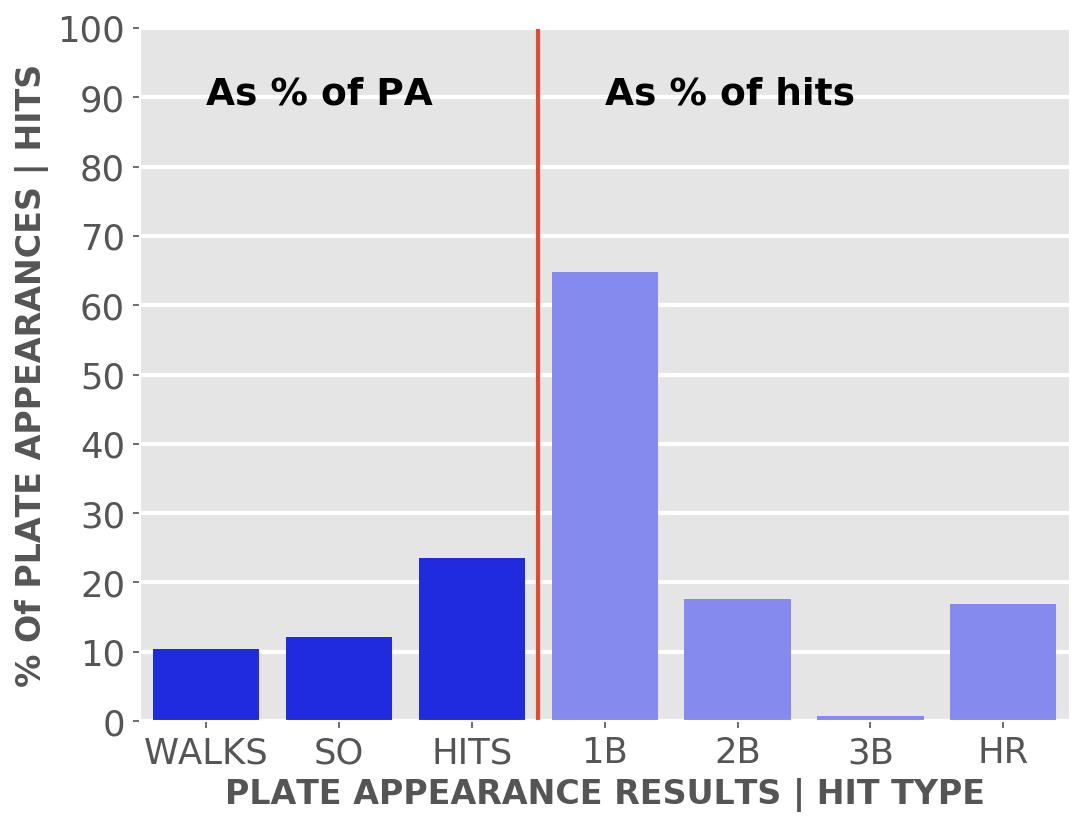 % Of PLATE APPEARANCES | HITS
100
90
80
70
60
50
40
30
20
10
0
As % of PA
As % of hits
WALKS SO HITS 1B 2B 3B HR
PLATE APPEARANCE RESULTS | HIT TYPE